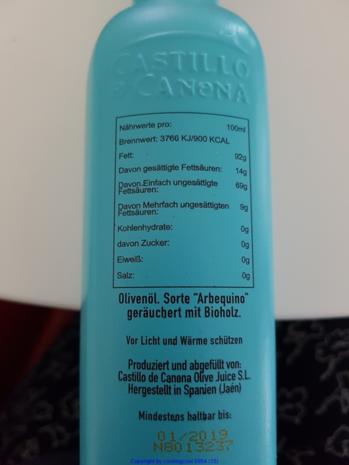 CASTILLO
DE CANENA
Nährwerte pro: 100ml
Brennwert: 3766 KJ/900 KCAL
Fett: 92g
Davon gesättigte Fettsäuren: 14g
Davon Einfach ungesättigte
Fettsäuren: 69g
Davon Mehrfach ungesättigten
Fettsäuren: 9g
Kohlenhydrate: 0g
davon Zucker: 0g
Eiweiß: 0g
Salz: 0g
Olivenöl. Sorte "Arbequino"
geräuchert mit Bioholz.
Vor Licht und Wärme schützen
Produziert und abgefüllt von:
Castillo de Canena Olive Juice S.L.
Hergestellt in Spanien (Jaén)
Mindestens haltbar bis:
01/2019
N8013237